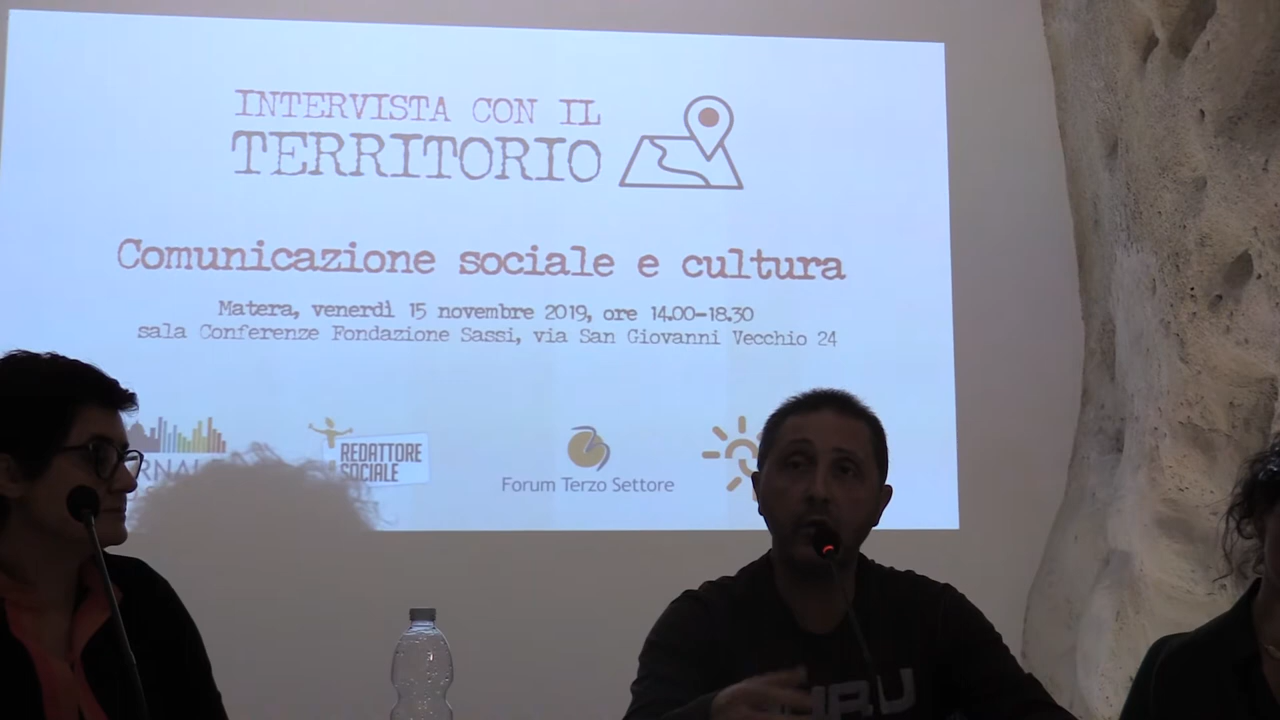 INTERVISTA CON IL
TERRITORIO
Comunicazione sociale e cultura
Matera, venerdì 15 novembre 2019, ore 14.00-18.30
sala Conferenze Fondazione Sassi, via San Giovanni Vecchio 24
REDATTORE
SOCIALE
Forum Terzo Settore